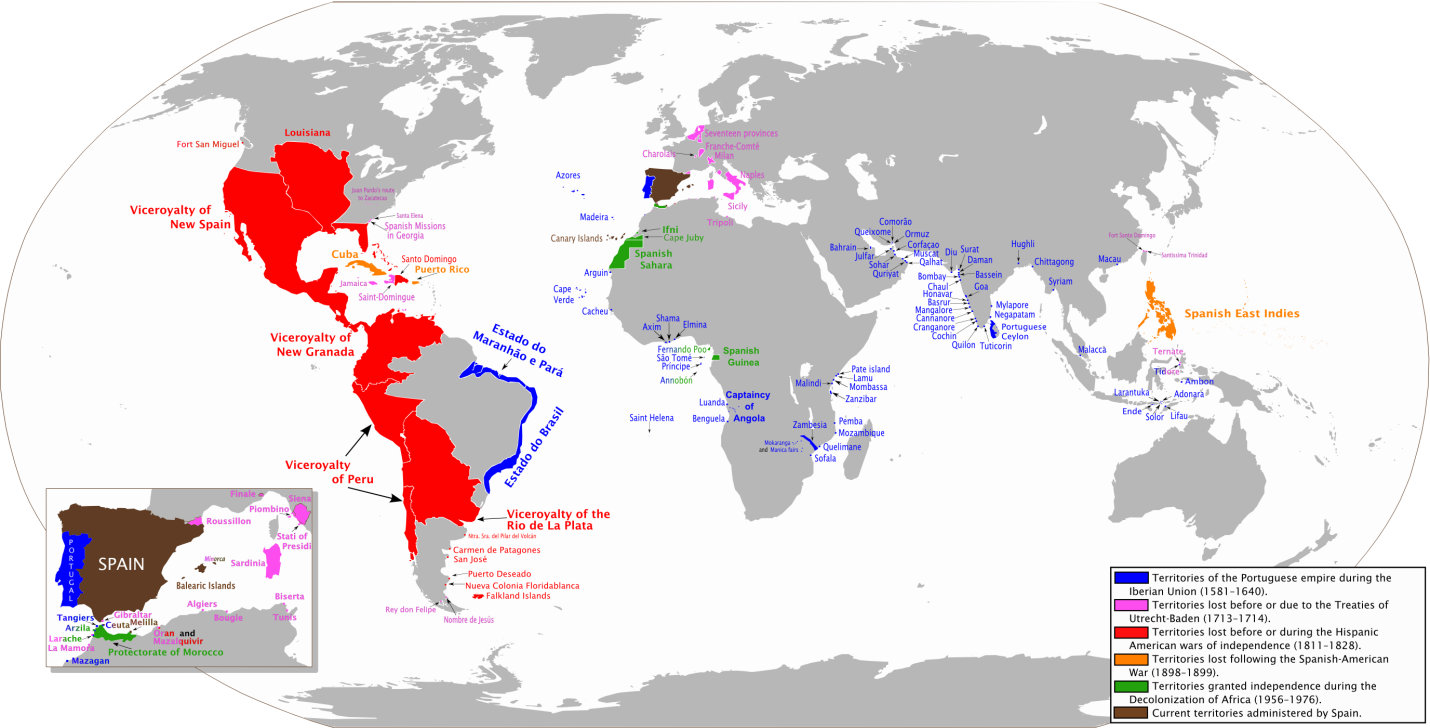 Louisiana
Fort San Miguel
Juan Pardo's route
to Zacatecas
Viceroyalty of
New Spain
Santa Elena
Spanish Missions
in Georgia
Cuba
Santo Domingo
Puerto Rico
Jamaica
Saint-Domingue
Viceroyalty of
New Granada
Estado do
Maranhão e Pará
Estado do Brasil
Viceroyalty
of Peru
Viceroyalty of the
Rio de La Plata
Ntra. Sra. del Pilar del Volcán
Carmen de Patagones
San José
Puerto Deseado
Nueva Colonia Floridablanca
Falkland Islands
Rey don Felipe
Nombre de Jesús
Seventeen provinces
Franche-Comté
Charolais
Milan
Naples
Sicily
Tripoli
Azores
Madeira
Canary Islands
Ifni
Cape Juby
Spanish
Sahara
Arguin
Cape
Verde
Cacheu
Shama
Axim
Elmina
Fernando Poo
São Tomé
Principe
Annobón
Spanish
Guinea
Saint Helena
Luanda
Benguela
Captaincy
of
Angola
Pate island
Lamu
Malindi
Mombassa
Zanzibar
Pemba
Zambesia
Mozambique
Mokaranga
and Manica fairs
Quelimane
Sofala
Comorão
Queixome
Ormuz
Bahrain
Corfaçao
Julfar
Muscat
Sohar
Qalhat
Quriyat
Diu
Surat
Daman
Bombay
Bassein
Chaul
Goa
Honavar
Basrur
Mangalore
Cannanore
Cranganore
Cochin
Quilon
Tuticorin
Mylapore
Negapatam
Portuguese
Ceylon
Hughli
Chittagong
Syriam
Macau
Fort Santo Domingo
Santissima Trinidad
Spanish East Indies
Malacca
Ternate
Tidore
Ambon
Larantuka
Adonara
Ende
Solor
Lifau
Finale
Siena
Piombino
Roussillon
Stati of
Presidi
PORTUGAL
SPAIN
Minorca
Sardinia
Balearic Islands
Biserta
Algiers
Bougie
Tunis
Gibraltar
Tangiers
Ceuta
Melilla
Arzila
Oran and
Mazalquivir
Larache
La Mamora
Protectorate of Morocco
Mazagan
Territories of the Portuguese empire during the
Iberian Union (1581-1640).
Territories lost before or due to the Treaties of
Utrecht-Baden (1713-1714).
Territories lost before or during the Hispanic
American wars of independence (1811-1828).
Territories lost following the Spanish-American
War (1898-1899).
Territories granted independence during the
Decolonization of Africa (1956-1976).
Current territories administered by Spain.